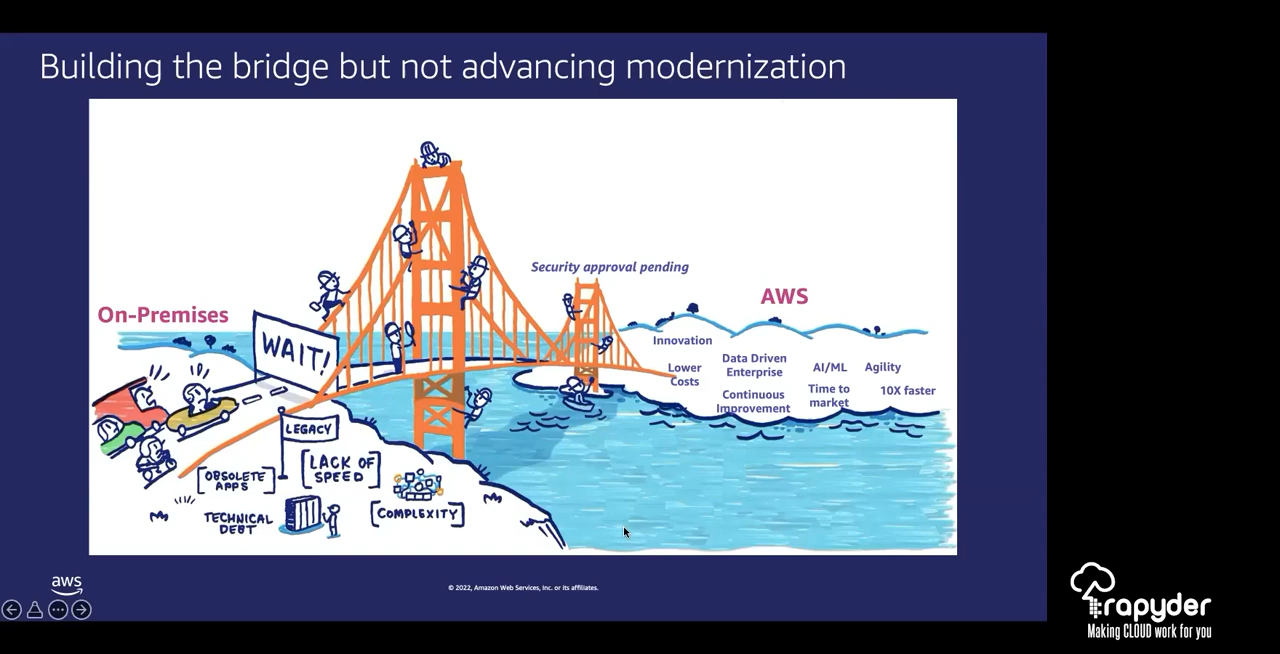 Building the bridge but not advancing modernization
Security approval pending
On-Premises
AWS
WAIT!
Innovation
Lower
Costs
Data Driven
Enterprise
AI/ML
Agility
Continuous
Improvement
Time to
market
10X faster
LEGACY
OBSOLETE
APPS
LACK OF
SPEED
TECHNICAL
DEBT
COMPLEXITY
aws
© 2022, Amazon Web Services, Inc. or its affiliates.
rapyder
Making CLOUD work for you